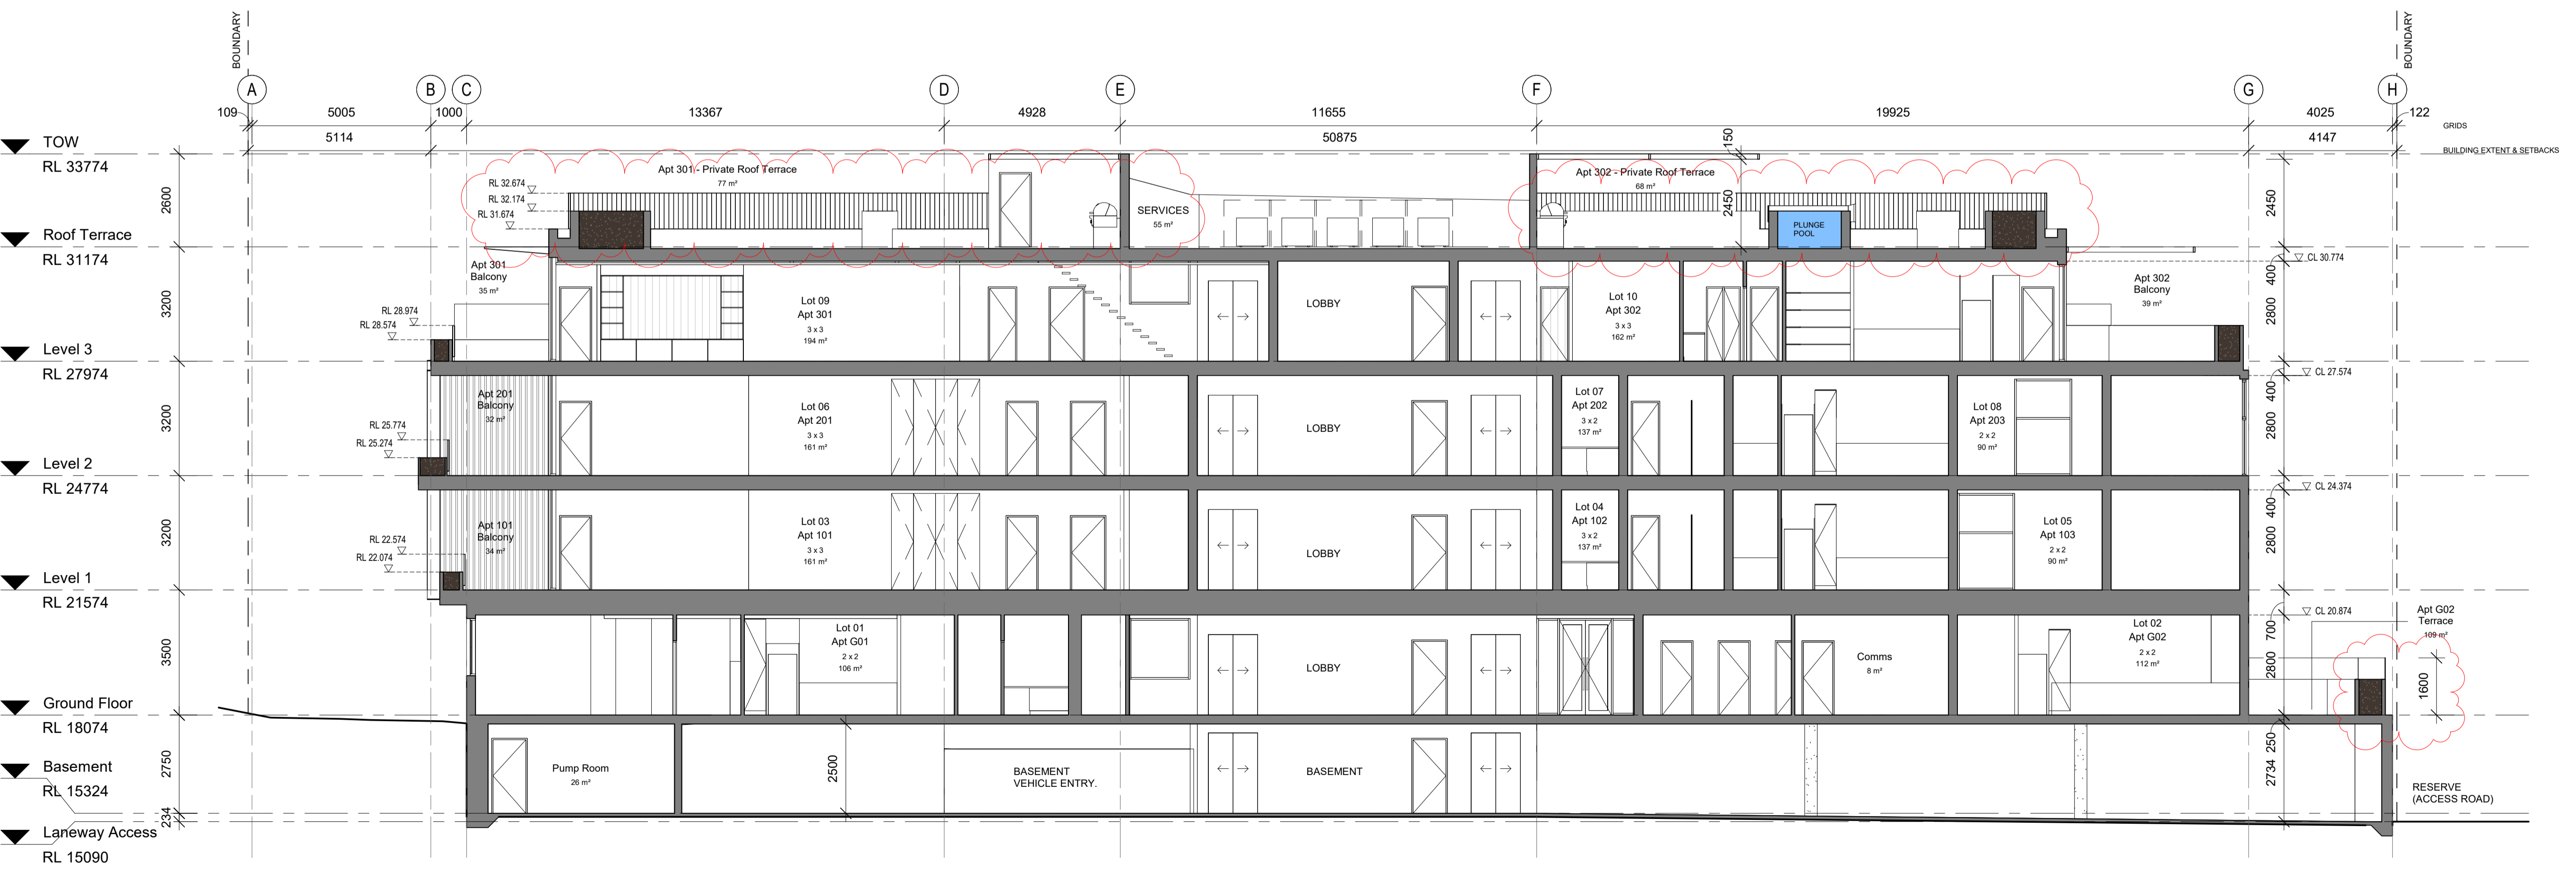 BOUNDARY
BOUNDARY
A
B
C
D
E
F
G
H
109
5005
1000
13367
4928
11655
19925
4025
122
GRIDS
5114
50875
4147
BUILDING EXTENT & SETBACKS
TOW
RL 33774
2600
Roof Terrace
RL 31174
3200
Level 3
RL 27974
3200
Level 2
RL 24774
3200
Level 1
RL 21574
3500
Ground Floor
RL 18074
2750
Basement
RL 15324
234
Laneway Access
RL 15090
Apt 301 - Private Roof Terrace
77 m²
RL 32.674
RL 32.174
RL 31.674
SERVICES
55 m²
Apt 302 - Private Roof Terrace
68 m²
150
2450
PLUNGE
POOL
2450
Apt 301
Balcony
35 m²
RL 28.974
RL 28.574
Lot 09
Apt 301
3 x 3
194 m²
LOBBY
Lot 10
Apt 302
3 x 3
162 m²
Apt 302
Balcony
39 m²
CL 30.774
400
2800
Apt 201
Balcony
32 m²
RL 25.774
RL 25.274
Lot 06
Apt 201
3 x 3
161 m²
LOBBY
Lot 07
Apt 202
3 x 2
137 m²
Lot 08
Apt 203
2 x 2
90 m²
CL 27.574
400
2800
Apt 101
Balcony
34 m²
RL 22.574
RL 22.074
Lot 03
Apt 101
3 x 3
161 m²
LOBBY
Lot 04
Apt 102
3 x 2
137 m²
Lot 05
Apt 103
2 x 2
90 m²
CL 24.374
400
2800
Lot 01
Apt G01
2 x 2
106 m²
LOBBY
Comms
8 m²
Lot 02
Apt G02
2 x 2
112 m²
CL 20.874
700
2800
Apt G02
Terrace
109 m²
1600
Pump Room
26 m²
2500
BASEMENT
VEHICLE ENTRY.
BASEMENT
250
2734
RESERVE
(ACCESS ROAD)